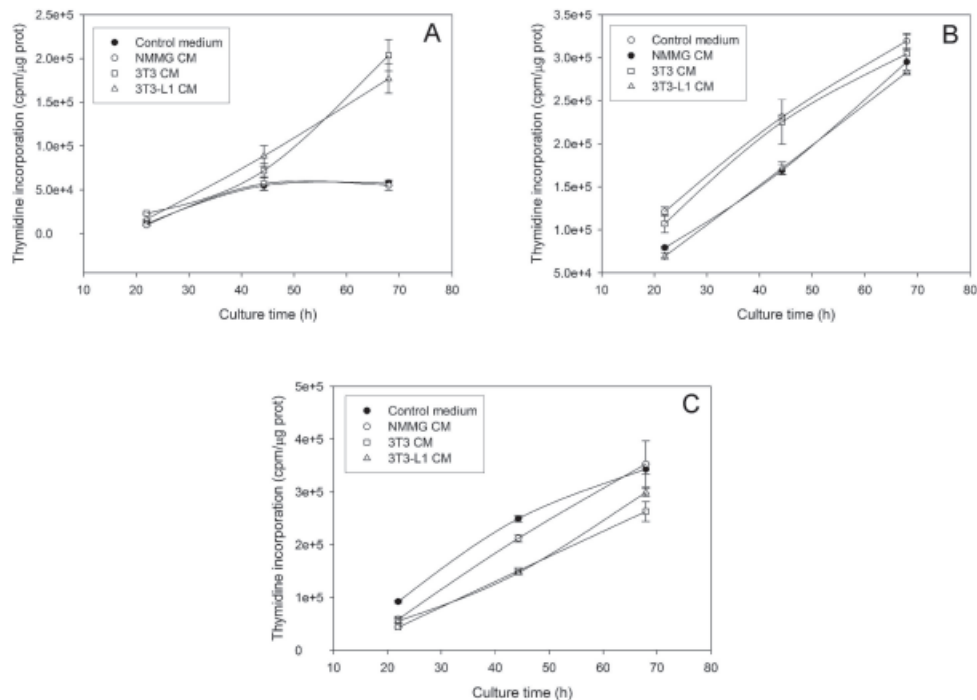 A
Thymidine incorporation (cpm/µg prot)
2.5e+5
2.0e+5
1.5e+5
1.0e+5
5.0e+4
0.0
Control medium
NMMG CM
3T3 CM
3T3-L1 CM
10 20 30 40 50 60 70 80
Culture time (h)
B
Thymidine incorporation (cpm/µg prot)
3.5e+5
3.0e+5
2.5e+5
2.0e+5
1.5e+5
1.0e+5
5.0e+4
Control medium
NMMG CM
3T3 CM
3T3-L1 CM
10 20 30 40 50 60 70 80
Culture time (h)
C
Thymidine incorporation (cpm/µg prot)
5e+5
4e+5
3e+5
2e+5
1e+5
0
Control medium
NMMG CM
3T3 CM
3T3-L1 CM
10 20 30 40 50 60 70 80
Culture time (h)